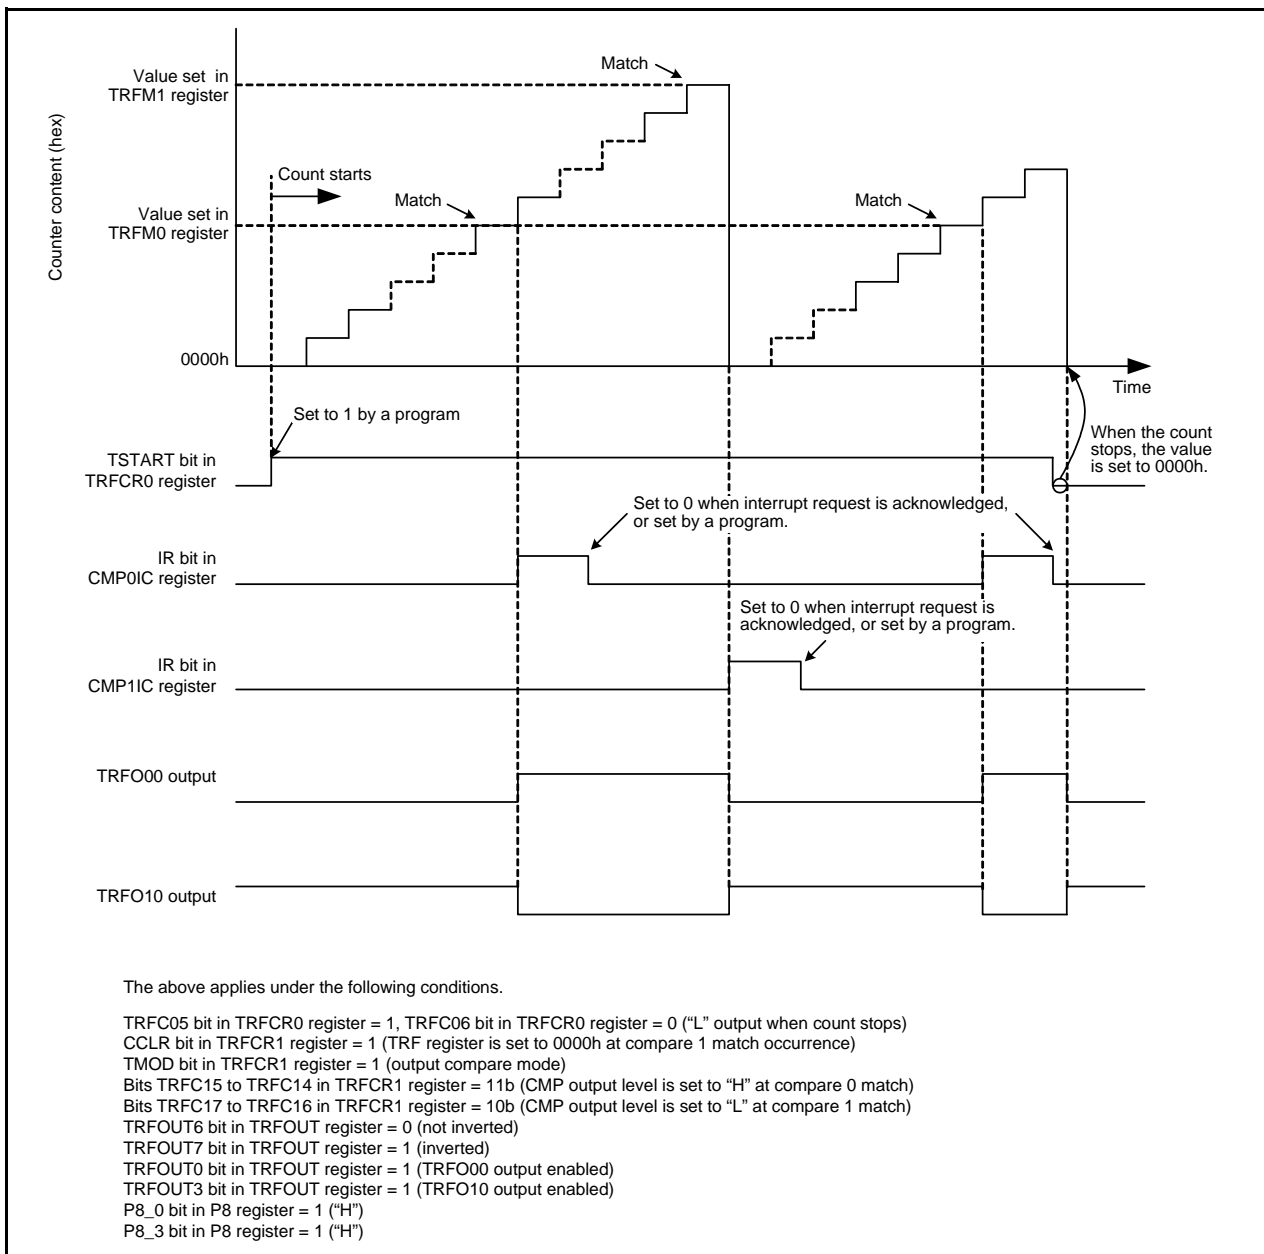 Counter content (hex)
Value set in
TRFM1 register
Match
Count starts
Match
Match
Value set in
TRFM0 register
0000h
Time
Set to 1 by a program
When the count
stops, the value
is set to 0000h.
TSTART bit in
TRFCR0 register
Set to 0 when interrupt request is acknowledged,
or set by a program.
IR bit in
CMP0IC register
Set to 0 when interrupt request is
acknowledged, or set by a program.
IR bit in
CMP1IC register
TRFO00 output
TRFO10 output
The above applies under the following conditions.
TRFC05 bit in TRFCR0 register = 1, TRFC06 bit in TRFCR0 register = 0 (“L” output when count stops)
CCLR bit in TRFCR1 register = 1 (TRF register is set to 0000h at compare 1 match occurrence)
TMOD bit in TRFCR1 register = 1 (output compare mode)
Bits TRFC15 to TRFC14 in TRFCR1 register = 11b (CMP output level is set to “H” at compare 0 match)
Bits TRFC17 to TRFC16 in TRFCR1 register = 10b (CMP output level is set to “L” at compare 1 match)
TRFOUT6 bit in TRFOUT register = 0 (not inverted)
TRFOUT7 bit in TRFOUT register = 1 (inverted)
TRFOUT0 bit in TRFOUT register = 1 (TRFO00 output enabled)
TRFOUT3 bit in TRFOUT register = 1 (TRFO10 output enabled)
P8_0 bit in P8 register = 1 (“H”)
P8_3 bit in P8 register = 1 (“H”)